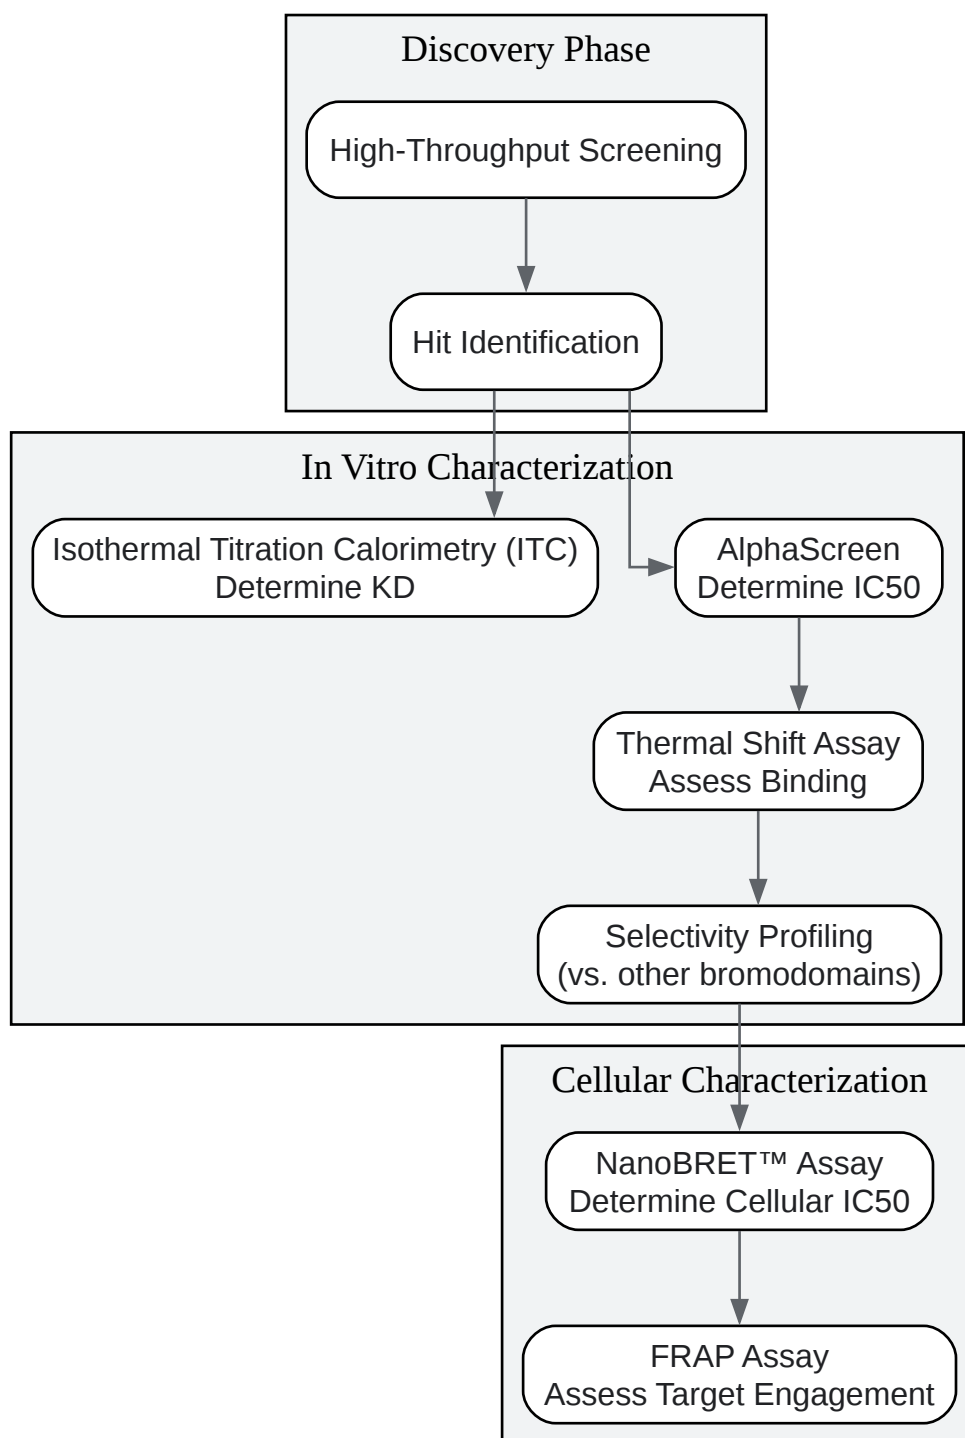 Discovery Phase
High-Throughput Screening
Hit Identification
In Vitro Characterization
Isothermal Titration Calorimetry (ITC)
Determine KD
AlphaScreen
Determine IC50
Thermal Shift Assay
Assess Binding
Selectivity Profiling
(vs. other bromodomains)
Cellular Characterization
NanoBRET™ Assay
Determine Cellular IC50
FRAP Assay
Assess Target Engagement